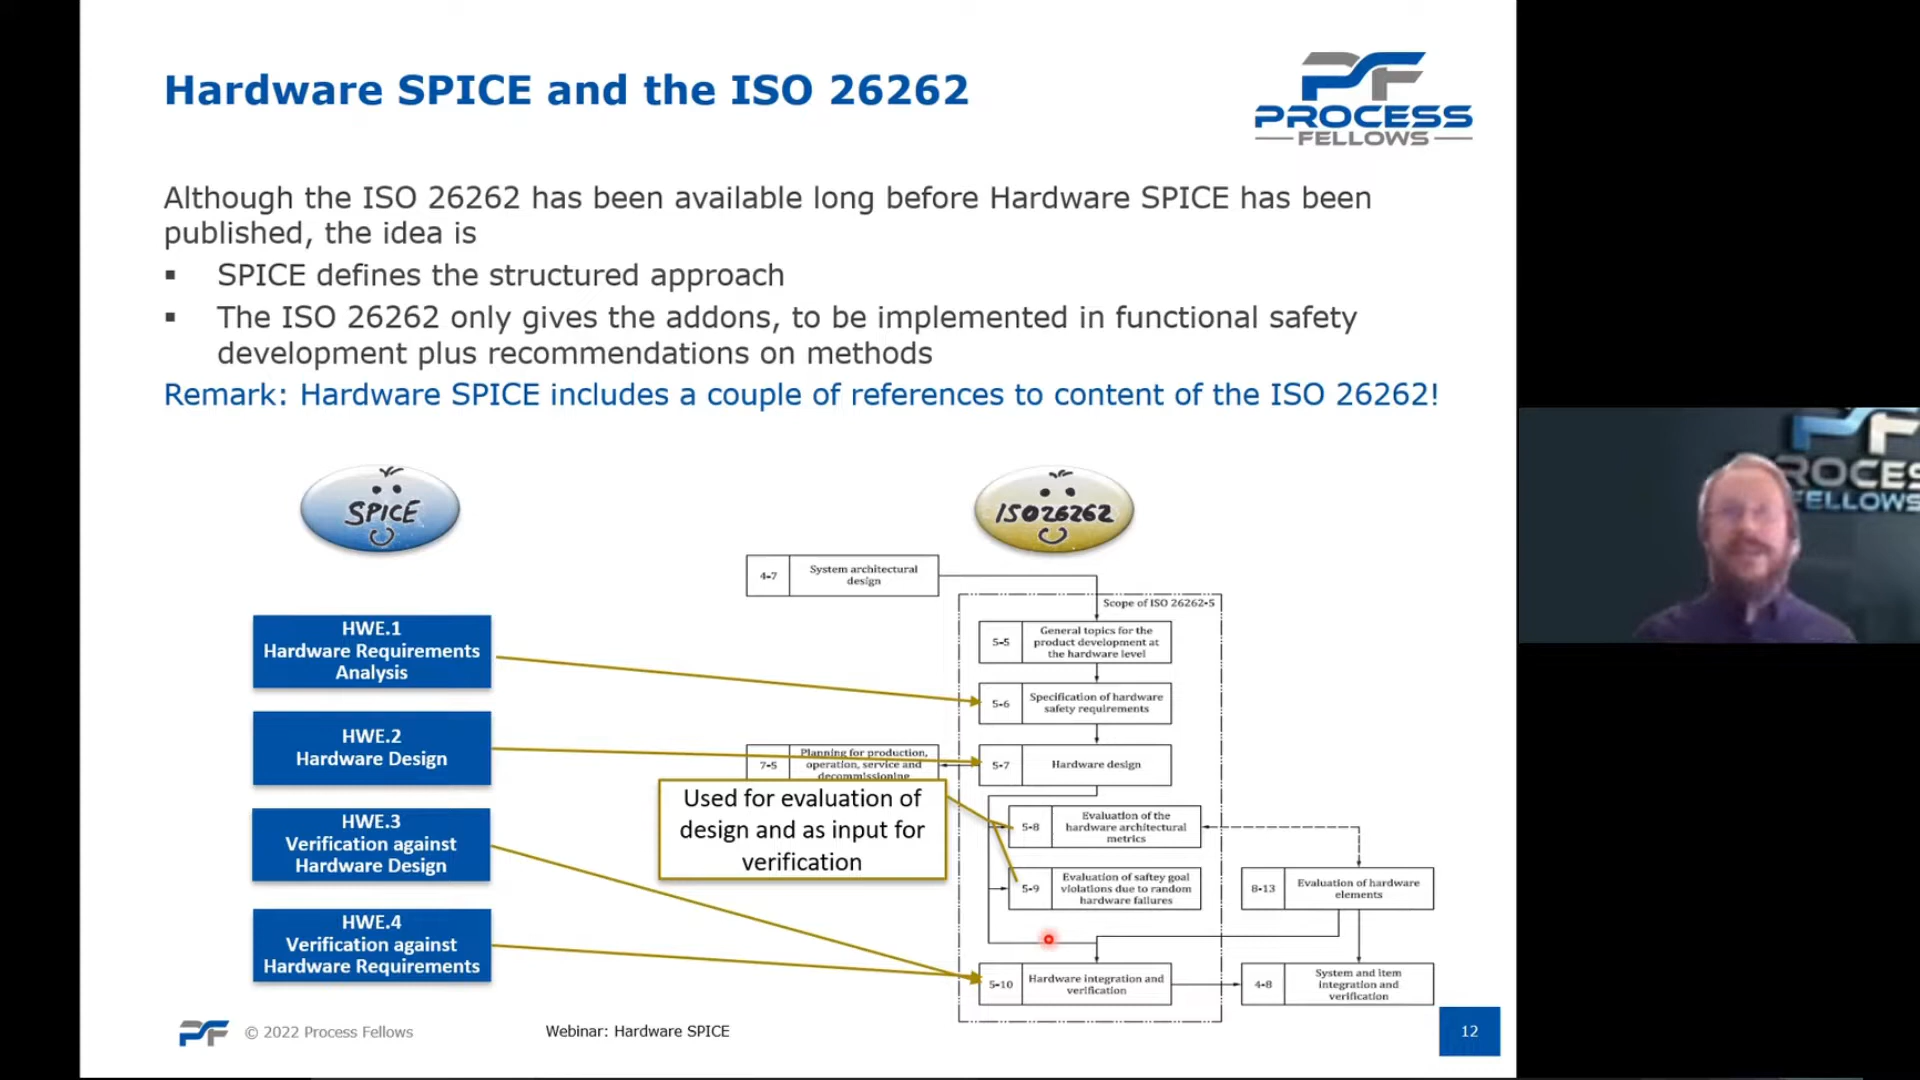 Hardware SPICE and the ISO 26262
PROCESS
FELLOWS
Although the ISO 26262 has been available long before Hardware SPICE has been
published, the idea is
▪ SPICE defines the structured approach
▪ The ISO 26262 only gives the addons, to be implemented in functional safety
development plus recommendations on methods
Remark: Hardware SPICE includes a couple of references to content of the ISO 26262!
SPICE
ISO26262
HWE.1
Hardware Requirements
Analysis
HWE.2
Hardware Design
HWE.3
Verification against
Hardware Design
HWE.4
Verification against
Hardware Requirements
4-7 System architectural
design
Scope of ISO 26262-5
5-5 General topics for the
product development at
the hardware level
5-6 Specification of hardware
safety requirements
7-5 Planning for production,
operation, service and
decommissioning
5-7 Hardware design
Used for evaluation of
design and as input for
verification
5-8 Evaluation of the
hardware architectural
metrics
5-9 Evaluation of saftey goal
violations due to random
hardware failures
8-13 Evaluation of hardware
elements
5-10 Hardware integration and
verification
4-8 System and item
integration and
verification
PF
ROCES
FELLOWS
© 2022 Process Fellows
Webinar: Hardware SPICE
12